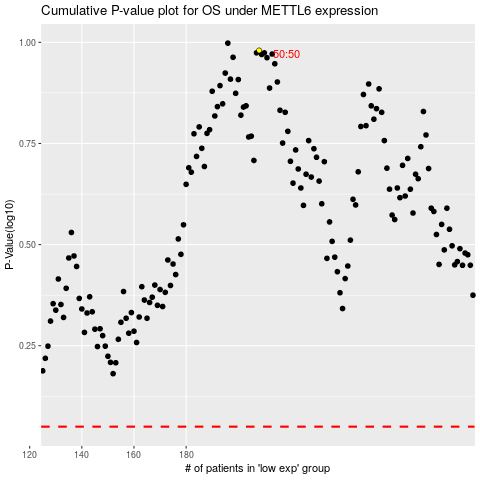 Cumulative P-value plot for OS under METTL6 expression
P-Value(log10)
1.00
0.75
0.50
0.25
50:50
120 140 160 180
# of patients in 'low exp' group